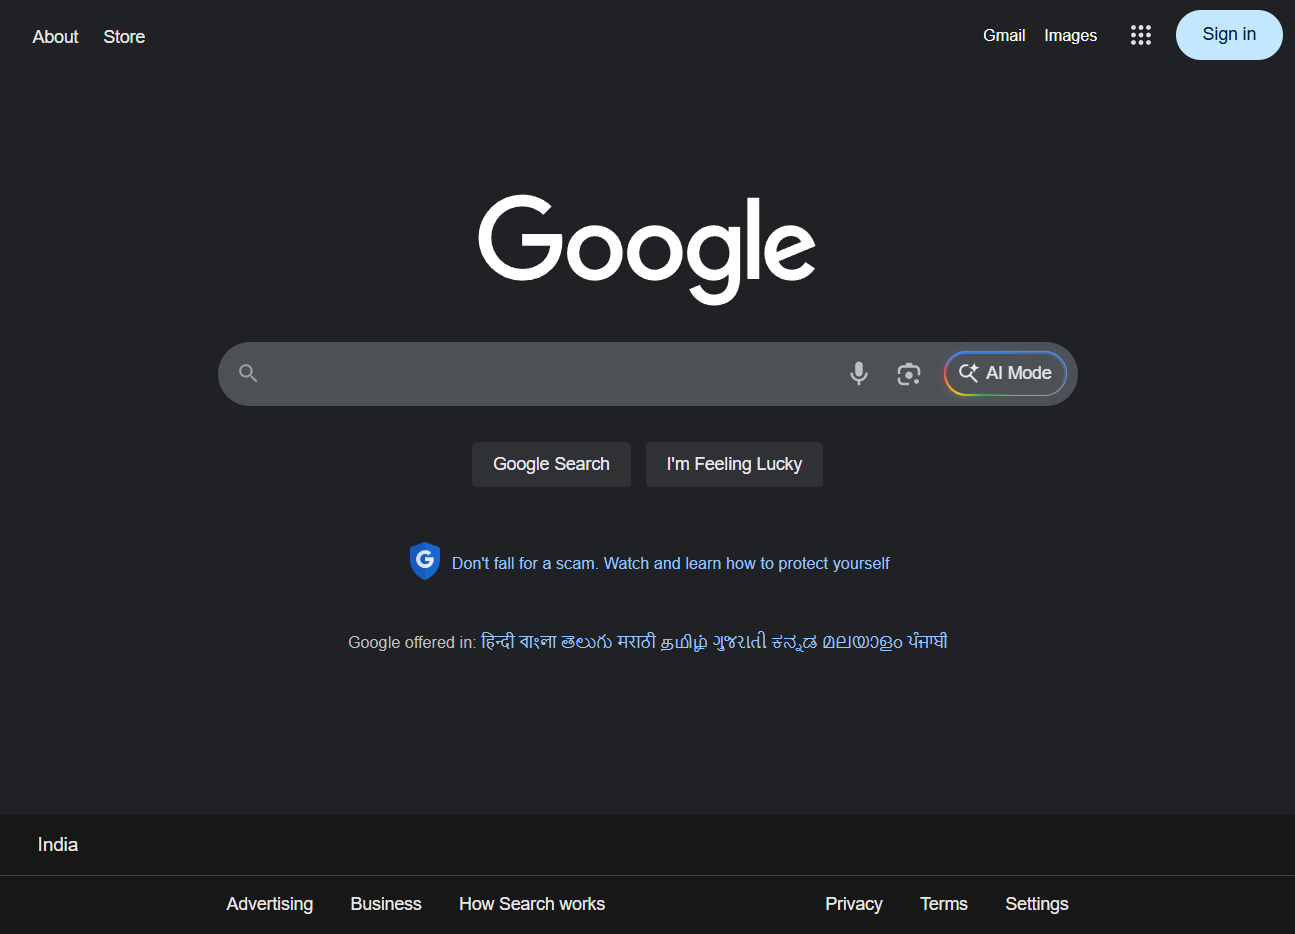 About Store
Gmail Images Sign in
Google
AI Mode
Google Search I'm Feeling Lucky
G Don't fall for a scam. Watch and learn how to protect yourself
Google offered in: हिन्दी বাংলা తెలుగు मराठी தமிழ் ગુજરાતી ಕನ್ನಡ മലയാളം ਪੰਜਾਬੀ
India
Advertising Business How Search works Privacy Terms Settings